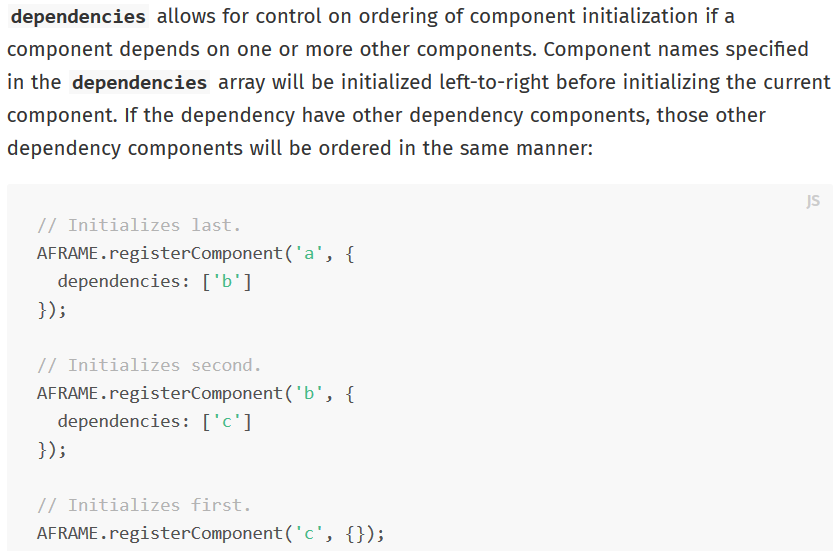 dependencies allows for control on ordering of component initialization if a
component depends on one or more other components. Component names specified
in the dependencies array will be initialized left-to-right before initializing the current
component. If the dependency have other dependency components, those other
dependency components will be ordered in the same manner:
JS
// Initializes last.
AFRAME.registerComponent('a', {
  dependencies: ['b']
});

// Initializes second.
AFRAME.registerComponent('b', {
  dependencies: ['c']
});

// Initializes first.
AFRAME.registerComponent('c', {});